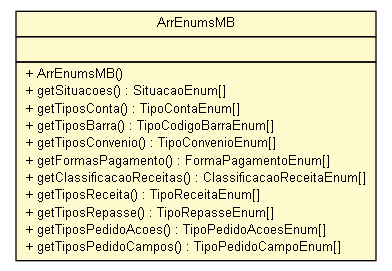 ArrEnumsMB
+ ArrEnumsMB()
+ getSituacoes() : SituacaoEnum[]
+ getTiposConta() : TipoContaEnum[]
+ getTiposBarra() : TipoCodigoBarraEnum[]
+ getTiposConvenio() : TipoConvenioEnum[]
+ getFormasPagamento() : FormaPagamentoEnum[]
+ getClassificacaoReceitas() : ClassificacaoReceitaEnum[]
+ getTiposReceita() : TipoReceitaEnum[]
+ getTiposRepasse() : TipoRepasseEnum[]
+ getTiposPedidoAcoes() : TipoPedidoAcoesEnum[]
+ getTiposPedidoCampos() : TipoPedidoCampoEnum[]